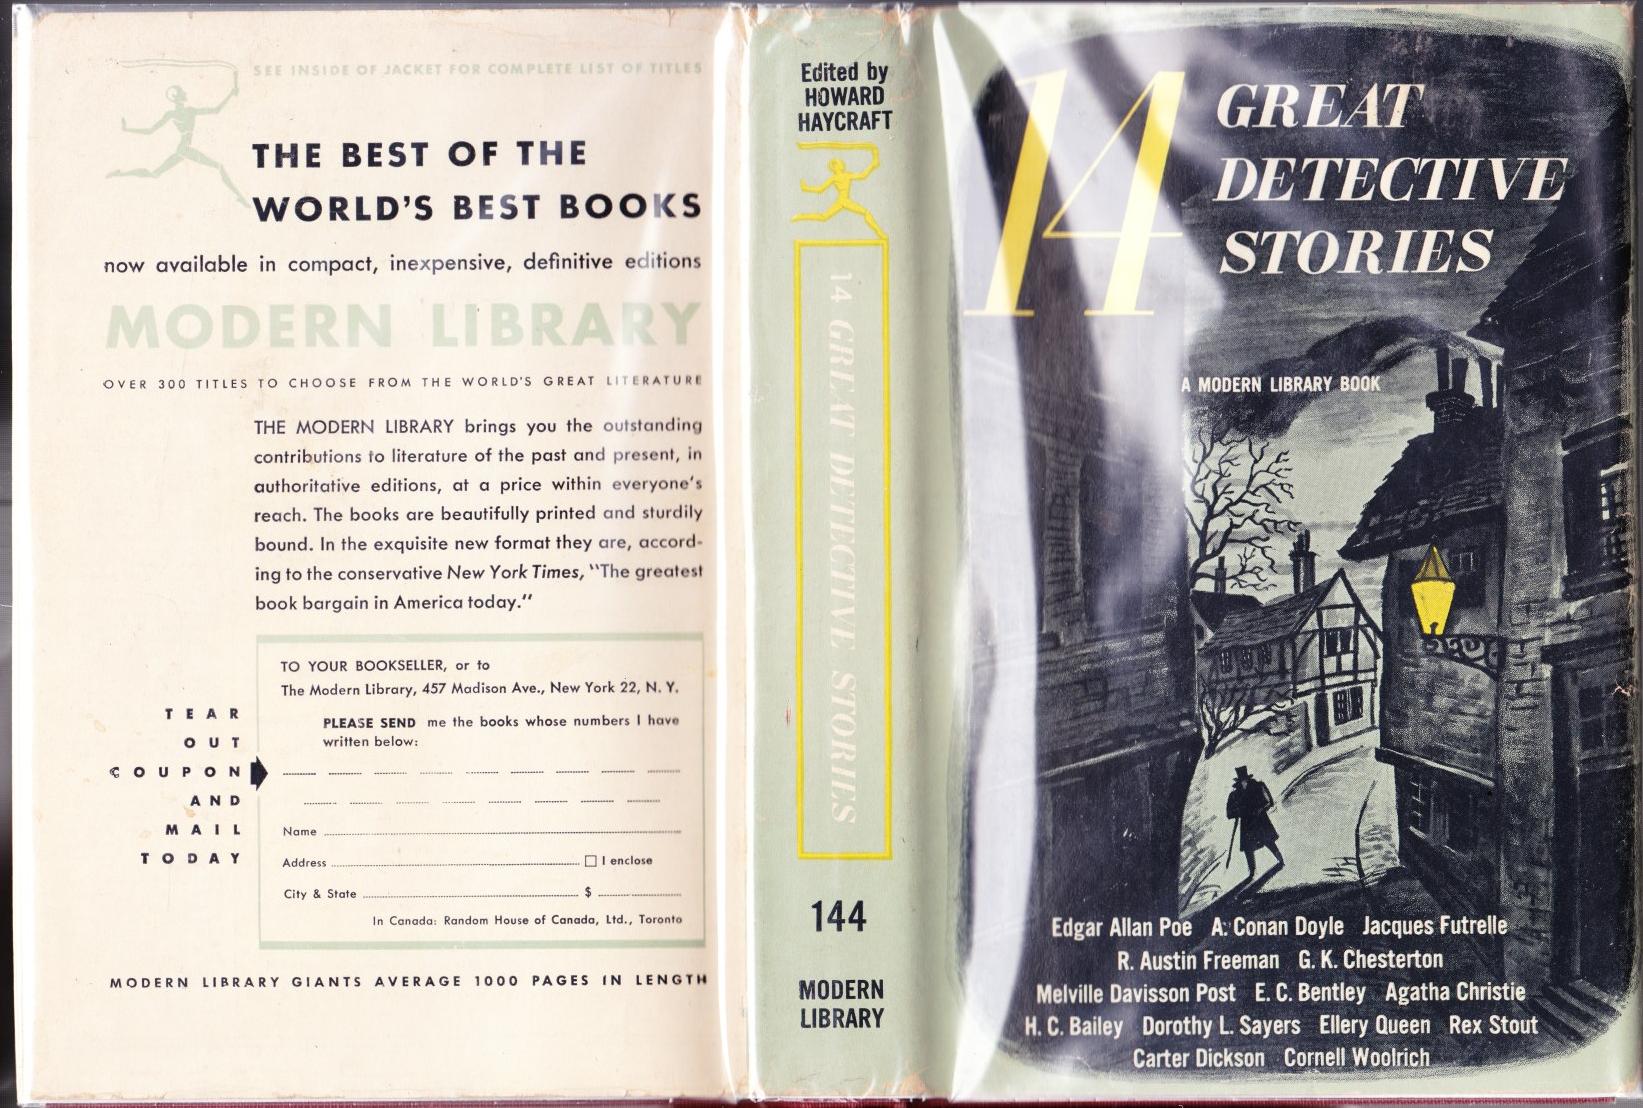 SEE INSIDE OF JACKET FOR COMPLETE LIST OF TITLES
THE BEST OF THE
WORLD'S BEST BOOKS
now available in compact, inexpensive, definitive editions
MODERN LIBRARY
OVER 300 TITLES TO CHOOSE FROM THE WORLD'S GREAT LITERATURE
THE MODERN LIBRARY brings you the outstanding
contributions to literature of the past and present, in
authoritative editions, at a price within everyone's
reach. The books are beautifully printed and sturdily
bound. In the exquisite new format they are, accord-
ing to the conservative New York Times, "The greatest
book bargain in America today."
TEAR
OUT
COUPON
AND
MAIL
TODAY
TO YOUR BOOKSELLER, or to
The Modern Library, 457 Madison Ave., New York 22, N. Y.
PLEASE SEND me the books whose numbers I have
written below:
Name
Address I enclose
City & State $
In Canada: Random House of Canada, Ltd., Toronto
MODERN LIBRARY GIANTS AVERAGE 1000 PAGES IN LENGTH
Edited by
HOWARD
HAYCRAFT
14 GREAT DETECTIVE STORIES
144
MODERN
LIBRARY
14
GREAT
DETECTIVE
STORIES
A MODERN LIBRARY BOOK
Edgar Allan Poe A. Conan Doyle Jacques Futrelle
R. Austin Freeman G. K. Chesterton
Melville Davisson Post E. C. Bentley Agatha Christie
H. C. Bailey Dorothy L. Sayers Ellery Queen Rex Stout
Carter Dickson Cornell Woolrich